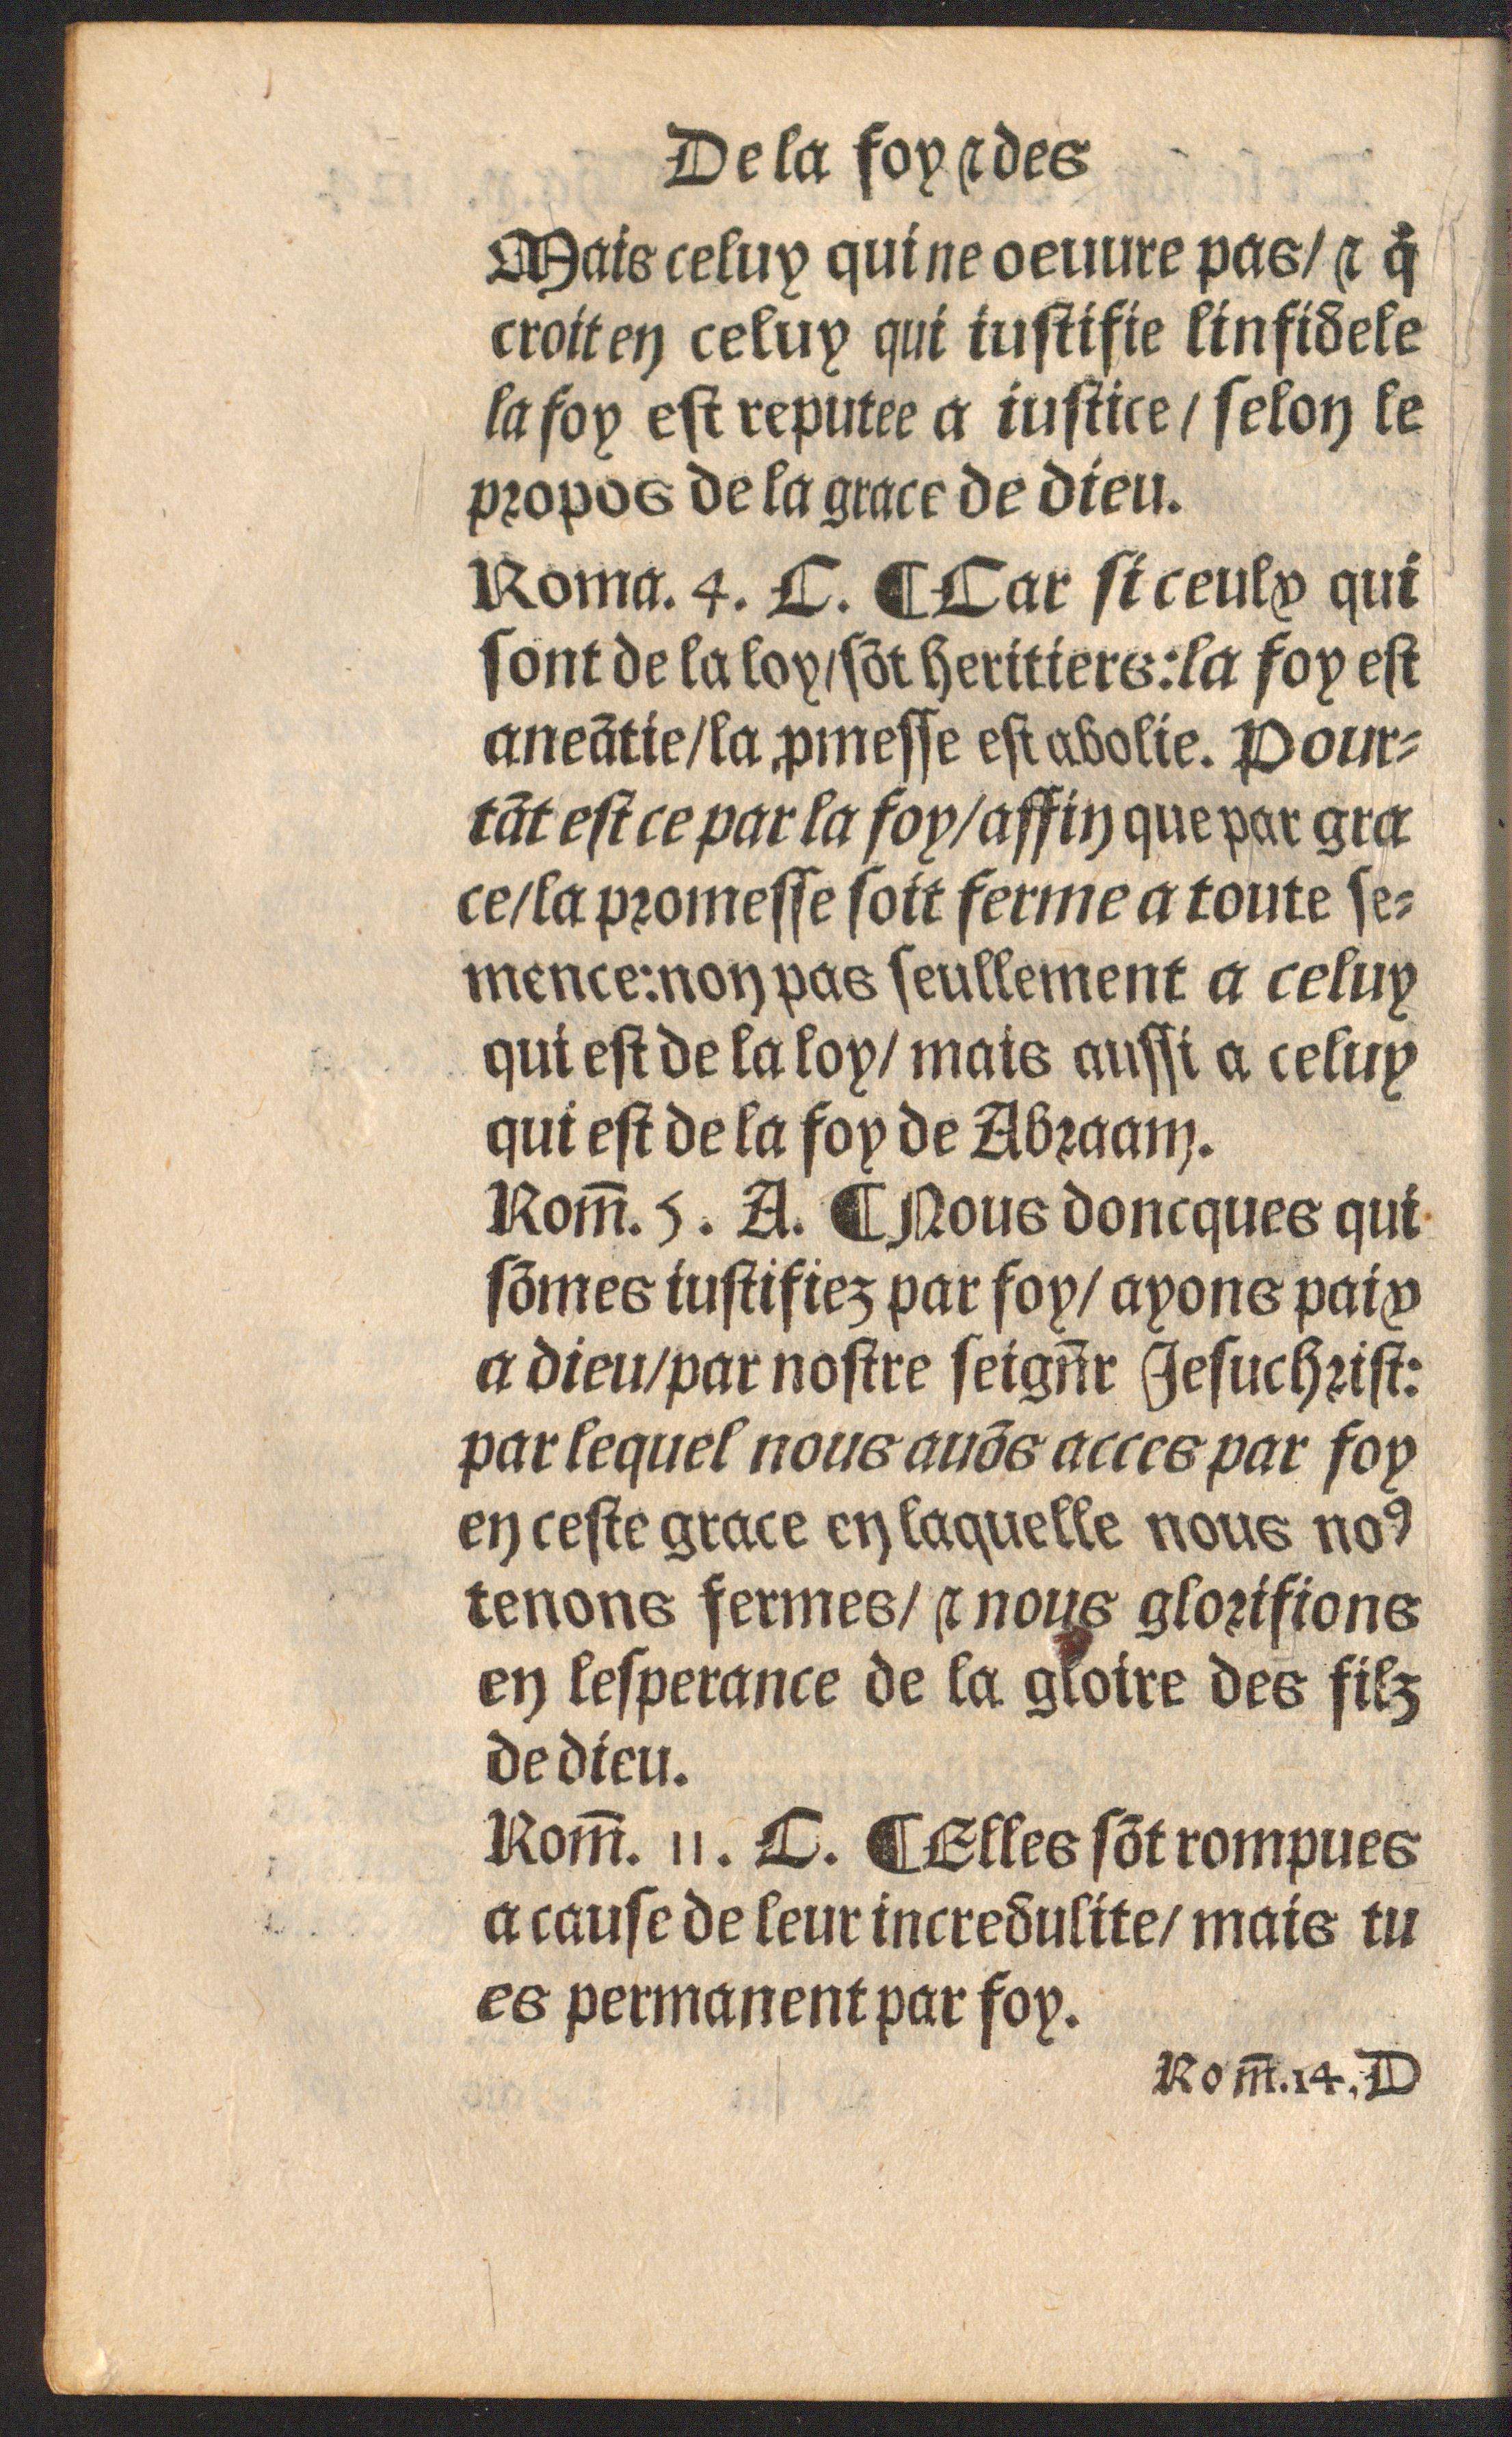 De la foy ⁊ des
Mais celuy qui ne oeuure pas / ⁊ q̇
croit en celuy qui iustifie linfidele
la foy est reputee a iustice / selon le
propos de la grace de dieu.
Roma. 4. C. ¶ Car si ceulx qui
sont de la loy / sõt heritiers: la foy est
aneãtie / la ꝓmesse est abolie. Pour⸗
tãt est ce par la foy / affin que par gra
ce / la promesse soit ferme a toute se⸗
mence: non pas seullement a celuy
qui est de la loy / mais aussi a celuy
qui est de la foy de Abraam.
Rom̃. 5. A. ¶ Nous doncques qui
sõmes iustifiez par foy / ayons paix
a dieu / par nostre seign̄r Jesuchrist:
par lequel nous auõs acces par foy
en ceste grace en laquelle nous noꝰ
tenons fermes / ⁊ nous glorifions
en lesperance de la gloire des filz
de dieu.
Rom̃. 11. C. ¶ Elles sõt rompues
a cause de leur incredulite / mais tu
es permanent par foy.
Rom̃. 14. D